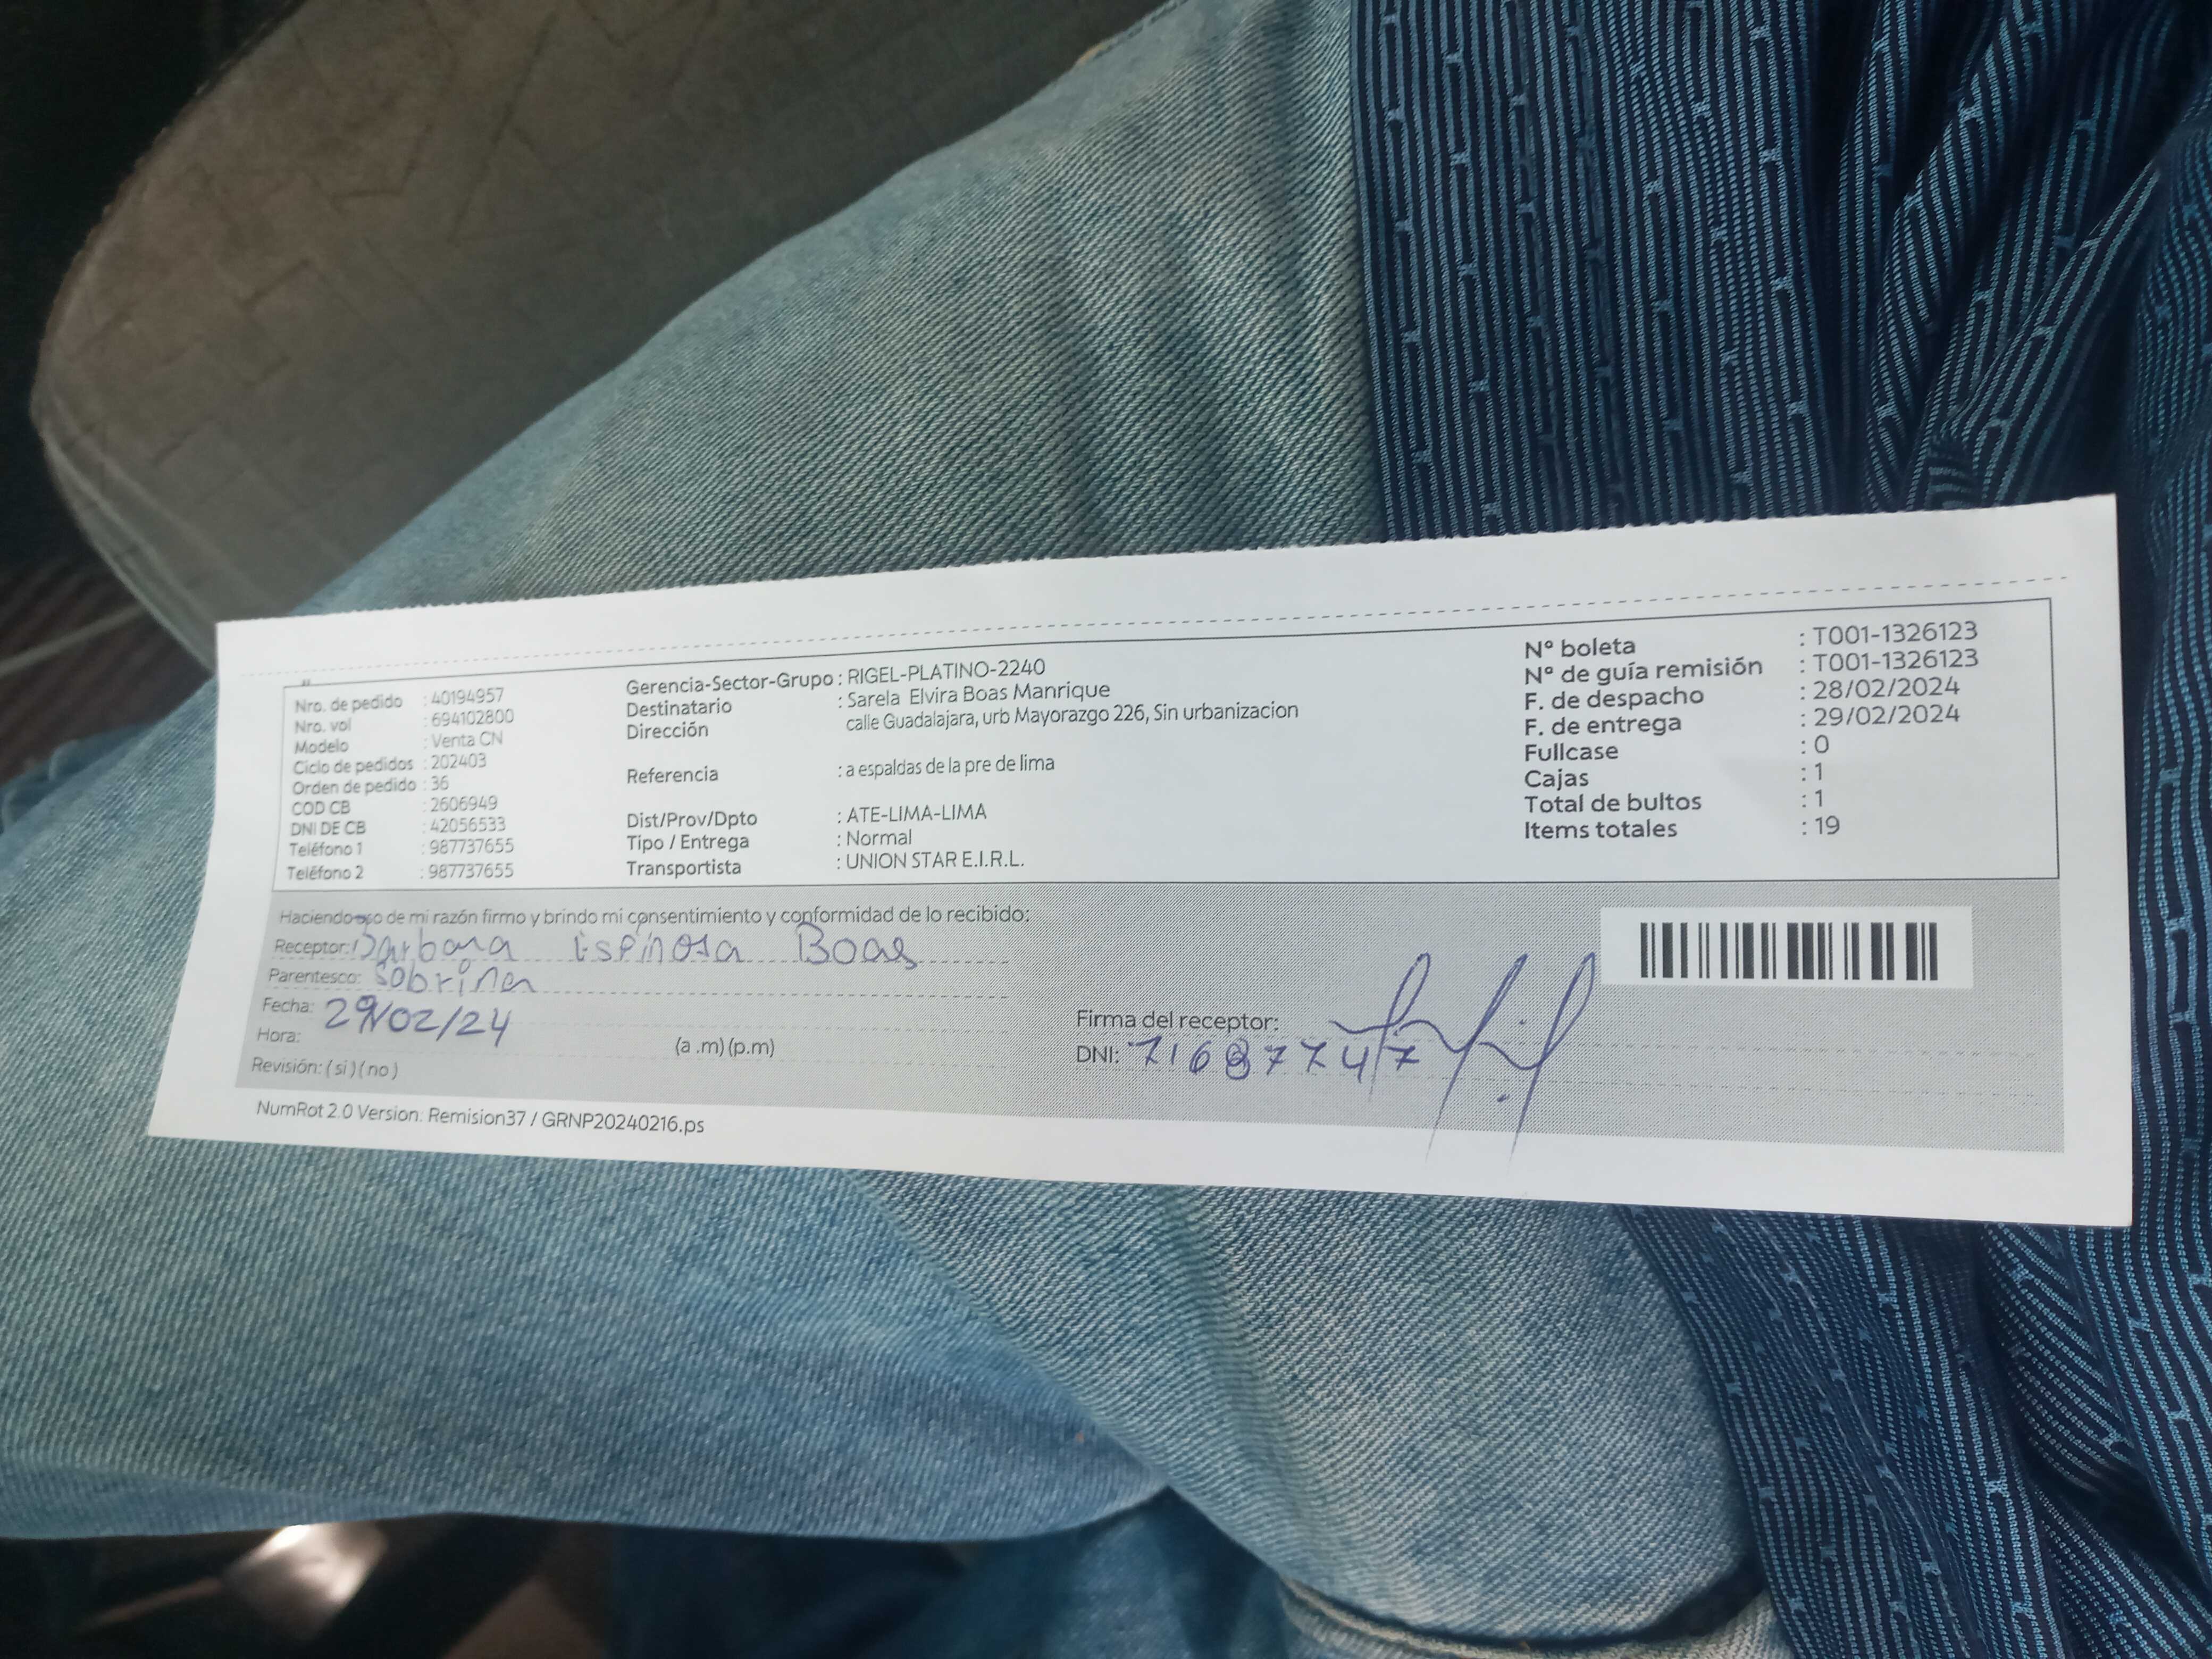 Nro. de pedido : 40194957
Nro. vol : 694102800
Modelo : Venta CN
Ciclo de pedidos : 202403
Orden de pedido : 36
COD CB : 2606949
DNI DE CB : 42056533
Teléfono 1 : 987737655
Teléfono 2 : 987737655
Gerencia-Sector-Grupo : RIGEL-PLATINO-2240
Destinatario : Sarela Elvira Boas Manrique
Dirección calle Guadalajara, urb Mayorazgo 226, Sin urbanizacion
Referencia : a espaldas de la pre de lima
Dist/Prov/Dpto : ATE-LIMA-LIMA
Tipo / Entrega : Normal
Transportista : UNION STAR E.I.R.L.
N° boleta : T001-1326123
N° de guía remisión : T001-1326123
F. de despacho : 28/02/2024
F. de entrega : 29/02/2024
Fullcase : 0
Cajas : 1
Total de bultos : 1
Items totales : 19
Haciendo uso de mi razón firmo y brindo mi consentimiento y conformidad de lo recibido:
Receptor: Barbara Espinosa Boas
Parentesco: Sobrina
Fecha: 29/02/24
Hora: (a .m) (p.m)
Revisión: ( si ) ( no )
Firma del receptor:
DNI: 71687747
NumRot 2.0 Version: Remision37 / GRNP20240216.ps